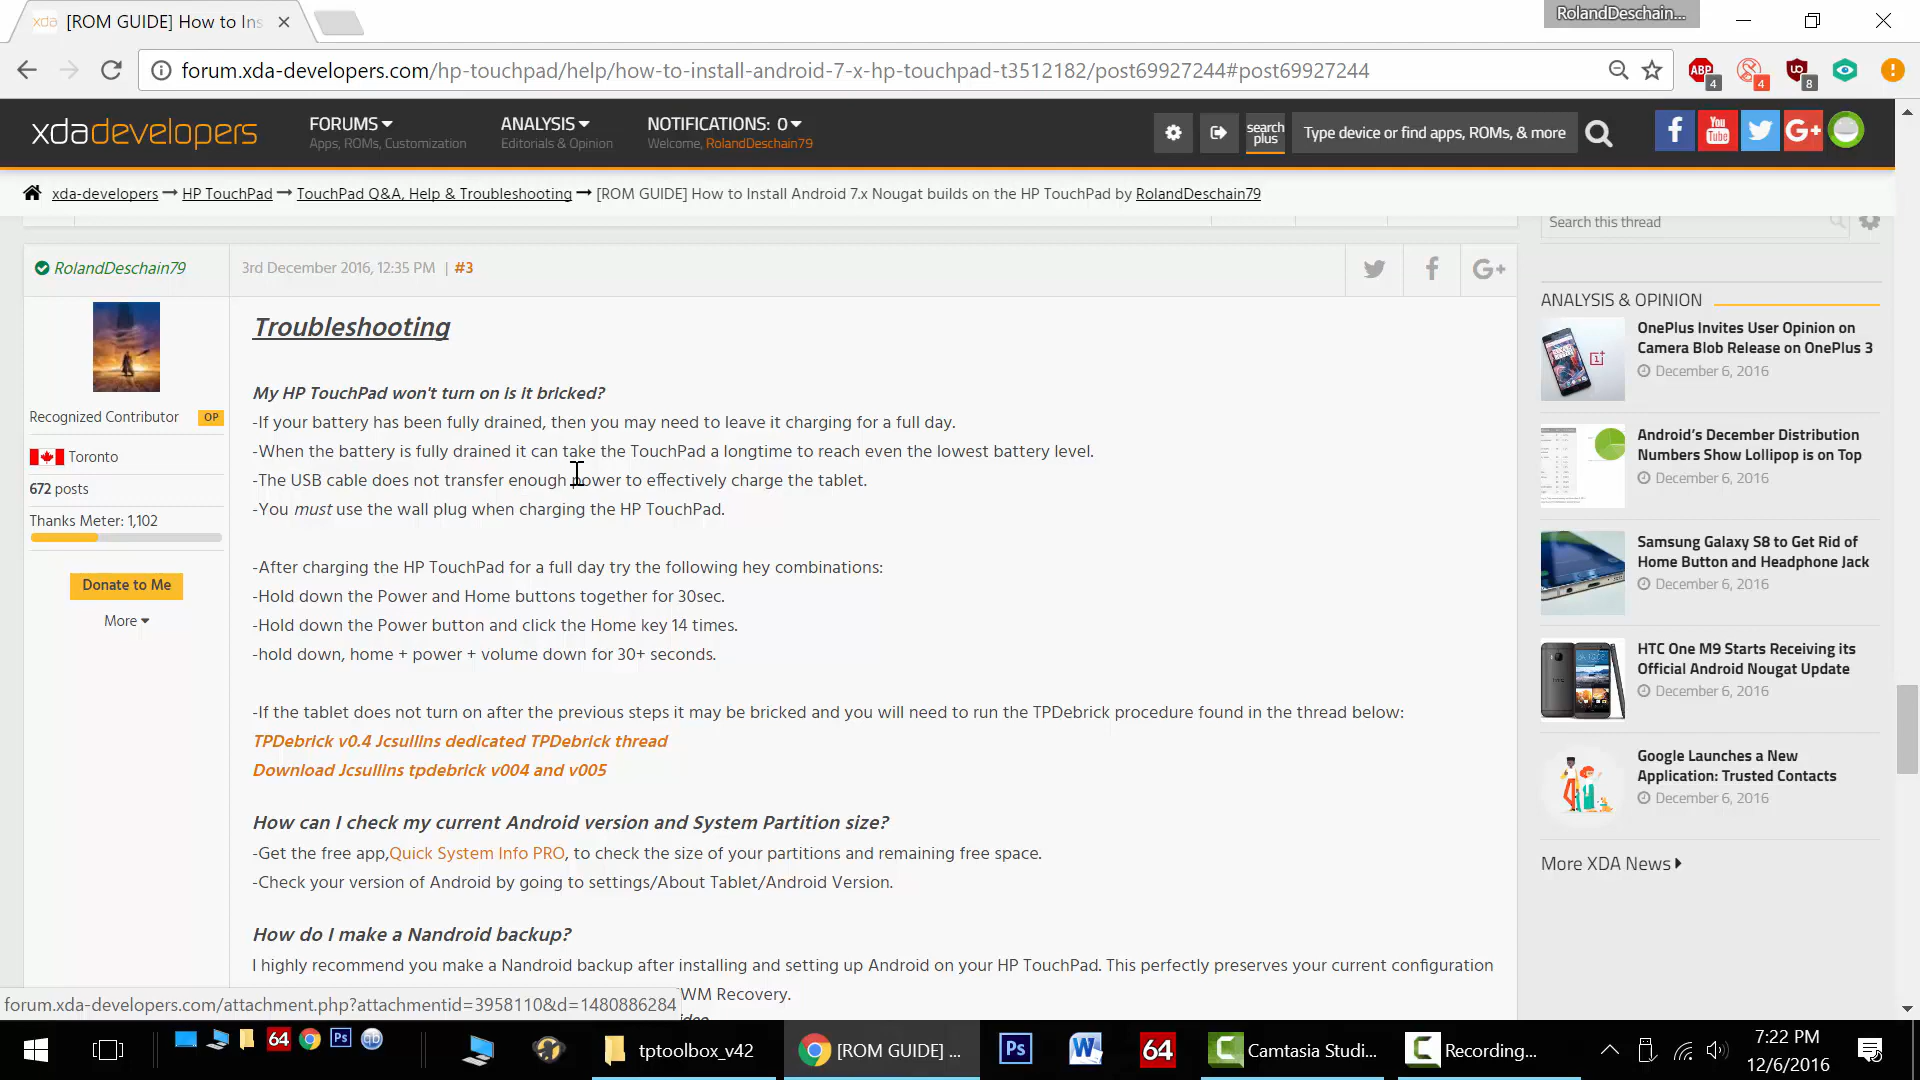 xda [ROM GUIDE] How to Ins
RolandDeschain...
forum.xda-developers.com/hp-touchpad/help/how-to-install-android-7-x-hp-touchpad-t3512182/post69927244#post69927244
ABP 4
4
8
xdadevelopers
FORUMS
Apps, ROMs, Customization
ANALYSIS
Editorials & Opinion
NOTIFICATIONS: 0
Welcome, RolandDeschain79
search plus
Type device or find apps, ROMs, & more
You Tube
G+
xda-developers HP TouchPad TouchPad Q&A, Help & Troubleshooting [ROM GUIDE] How to Install Android 7.x Nougat builds on the HP TouchPad by RolandDeschain79
Search this thread
RolandDeschain79
3rd December 2016, 12:35 PM | #3
G+
Recognized Contributor OP
Toronto
672 posts
Thanks Meter: 1,102
Donate to Me
More
Troubleshooting
My HP TouchPad won't turn on is it bricked?
-If your battery has been fully drained, then you may need to leave it charging for a full day.
-When the battery is fully drained it can take the TouchPad a longtime to reach even the lowest battery level.
-The USB cable does not transfer enough power to effectively charge the tablet.
-You must use the wall plug when charging the HP TouchPad.
-After charging the HP TouchPad for a full day try the following hey combinations:
-Hold down the Power and Home buttons together for 30sec.
-Hold down the Power button and click the Home key 14 times.
-hold down, home + power + volume down for 30+ seconds.
-If the tablet does not turn on after the previous steps it may be bricked and you will need to run the TPDebrick procedure found in the thread below:
TPDebrick v0.4 Jcsullins dedicated TPDebrick thread
Download Jcsullins tpdebrick v004 and v005
How can I check my current Android version and System Partition size?
-Get the free app,Quick System Info PRO, to check the size of your partitions and remaining free space.
-Check your version of Android by going to settings/About Tablet/Android Version.
How do I make a Nandroid backup?
I highly recommend you make a Nandroid backup after installing and setting up Android on your HP TouchPad. This perfectly preserves your current configuration
WM Recovery.
forum.xda-developers.com/attachment.php?attachmentid=3958110&d=1480886284
ANALYSIS & OPINION
OnePlus Invites User Opinion on
Camera Blob Release on OnePlus 3
December 6, 2016
Android's December Distribution
Numbers Show Lollipop is on Top
December 6, 2016
Samsung Galaxy S8 to Get Rid of
Home Button and Headphone Jack
December 6, 2016
HTC One M9 Starts Receiving its
Official Android Nougat Update
December 6, 2016
Google Launches a New
Application: Trusted Contacts
December 6, 2016
More XDA News
64
Ps
qb
tptoolbox_v42
[ROM GUIDE] ...
Ps
W
64
Camtasia Studi...
Recording...
7:22 PM
12/6/2016